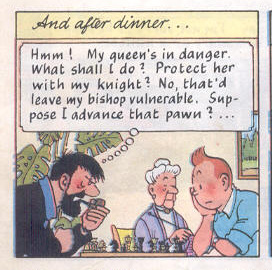 And after dinner...
Hmm! My queen's in danger.
What shall I do? Protect her
with my knight? No, that'd
leave my bishop vulnerable. Sup-
pose I advance that pawn?...